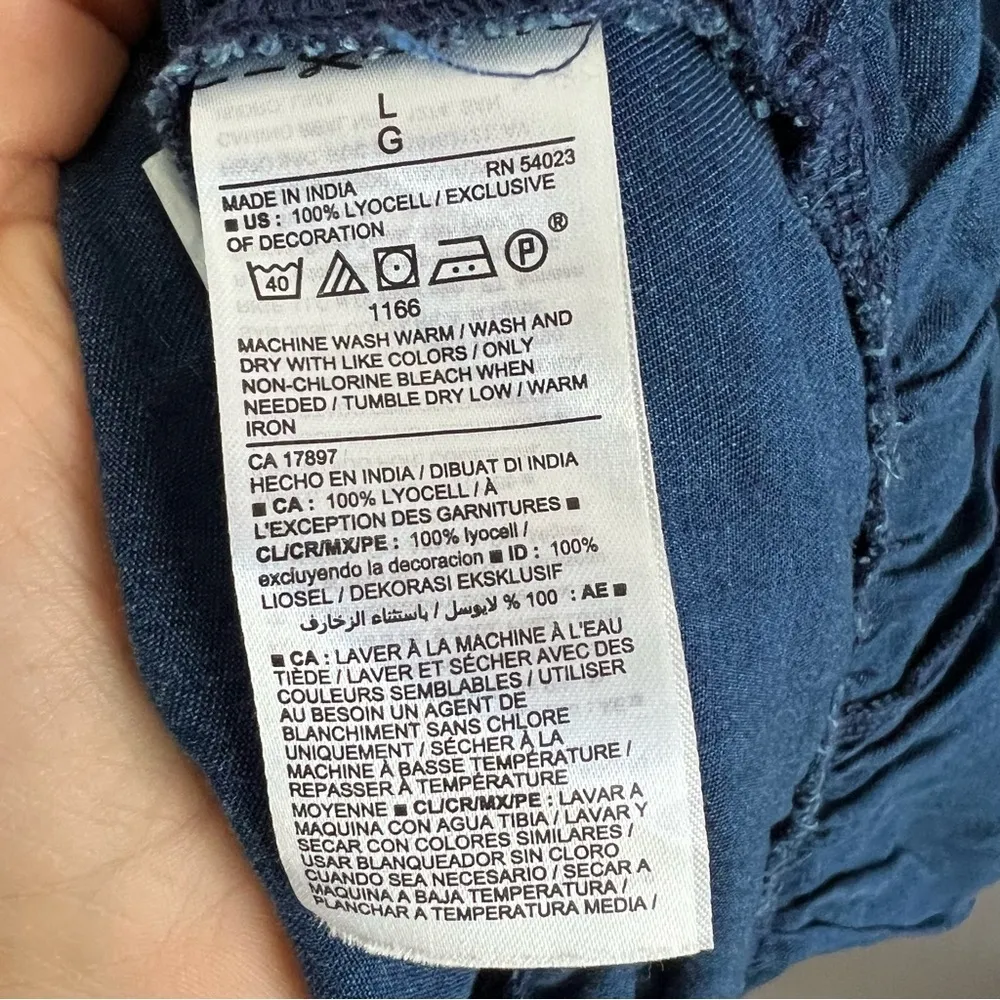 L
G
RN 54023
MADE IN INDIA
■ US : 100% LYOCELL / EXCLUSIVE
OF DECORATION
40
P ®
1166
MACHINE WASH WARM / WASH AND
DRY WITH LIKE COLORS / ONLY
NON-CHLORINE BLEACH WHEN
NEEDED / TUMBLE DRY LOW / WARM
IRON
CA 17897
HECHO EN INDIA / DIBUAT DI INDIA
■ CA : 100% LYOCELL / À
L'EXCEPTION DES GARNITURES ■
CL/CR/MX/PE : 100% lyocell /
excluyendo la decoracion ■ ID : 100%
LIOSEL / DEKORASI EKSKLUSIF
■ AE : 100 % لايوسل / باستثناء الزخارف
■ CA : LAVER À LA MACHINE À L'EAU
TIÈDE / LAVER ET SÉCHER AVEC DES
COULEURS SEMBLABLES / UTILISER
AU BESOIN UN AGENT DE
BLANCHIMENT SANS CHLORE
UNIQUEMENT / SÉCHER À LA
MACHINE À BASSE TEMPÉRATURE /
REPASSER À TEMPÉRATURE
MOYENNE ■ CL/CR/MX/PE : LAVAR A
MAQUINA CON AGUA TIBIA / LAVAR Y
SECAR CON COLORES SIMILARES /
USAR BLANQUEADOR SIN CLORO
CUANDO SEA NECESARIO / SECAR A
MAQUINA A BAJA TEMPERATURA /
PLANCHAR A TEMPERATURA MEDIA /